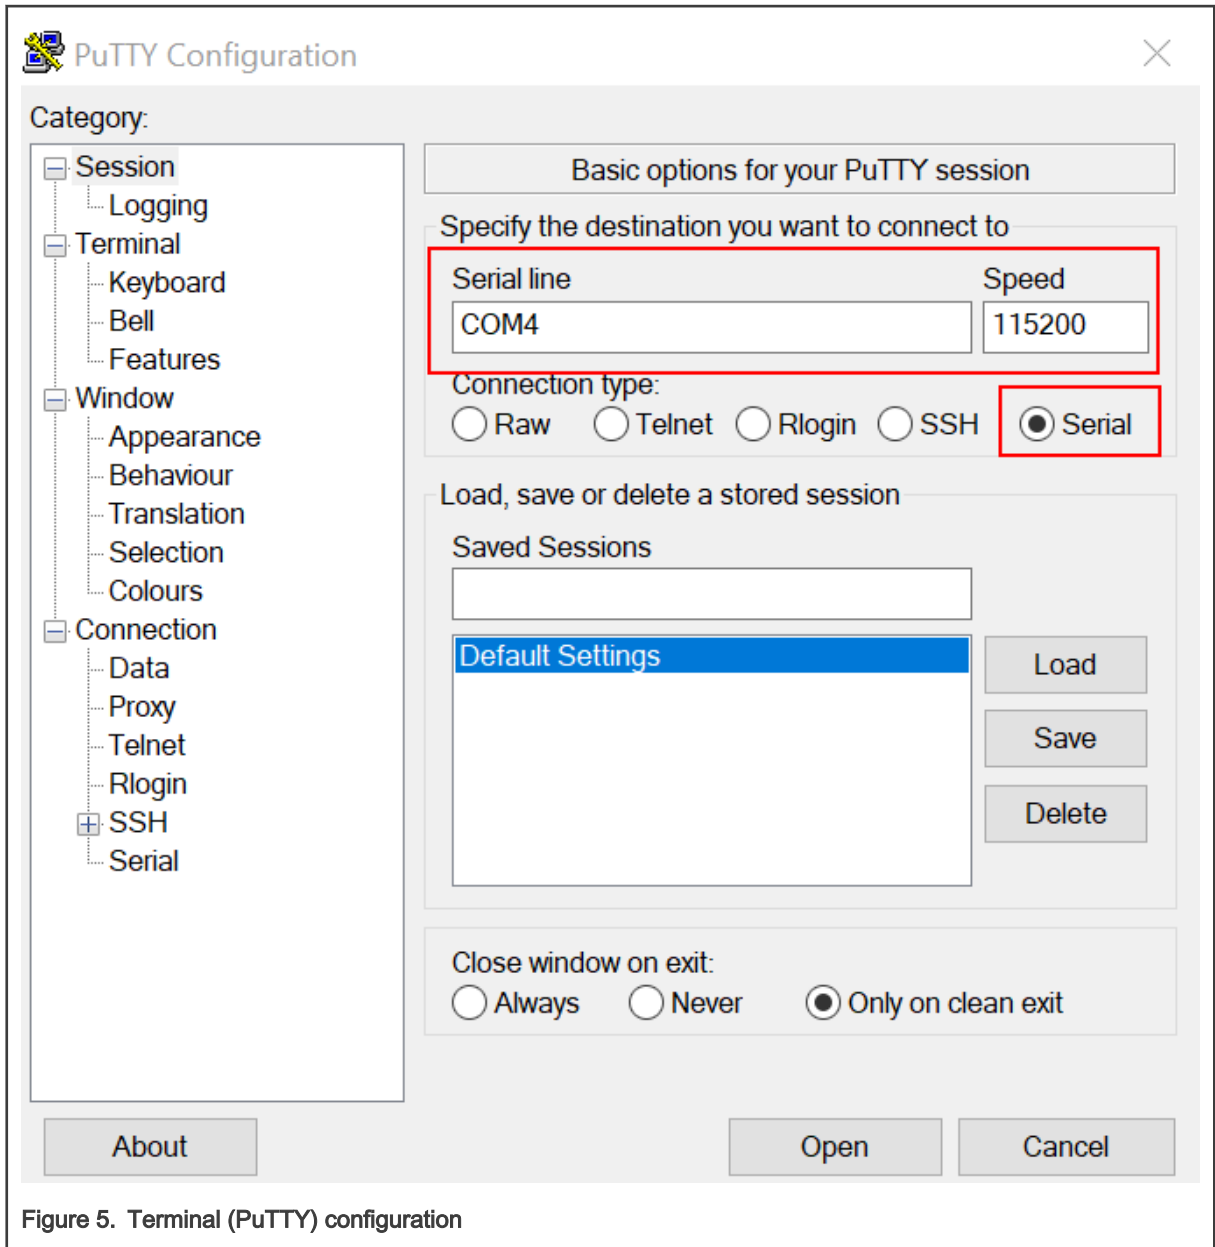 PuTTY Configuration
Category:
Session
Logging
Terminal
Keyboard
Bell
Features
Window
Appearance
Behaviour
Translation
Selection
Colours
Connection
Data
Proxy
Telnet
Rlogin
SSH
Serial
Basic options for your PuTTY session
Specify the destination you want to connect to
Serial line Speed
COM4 115200
Connection type:
Raw Telnet Rlogin SSH Serial
Load, save or delete a stored session
Saved Sessions
Default Settings
Load
Save
Delete
Close window on exit:
Always Never Only on clean exit
About Open Cancel
Figure 5. Terminal (PuTTY) configuration